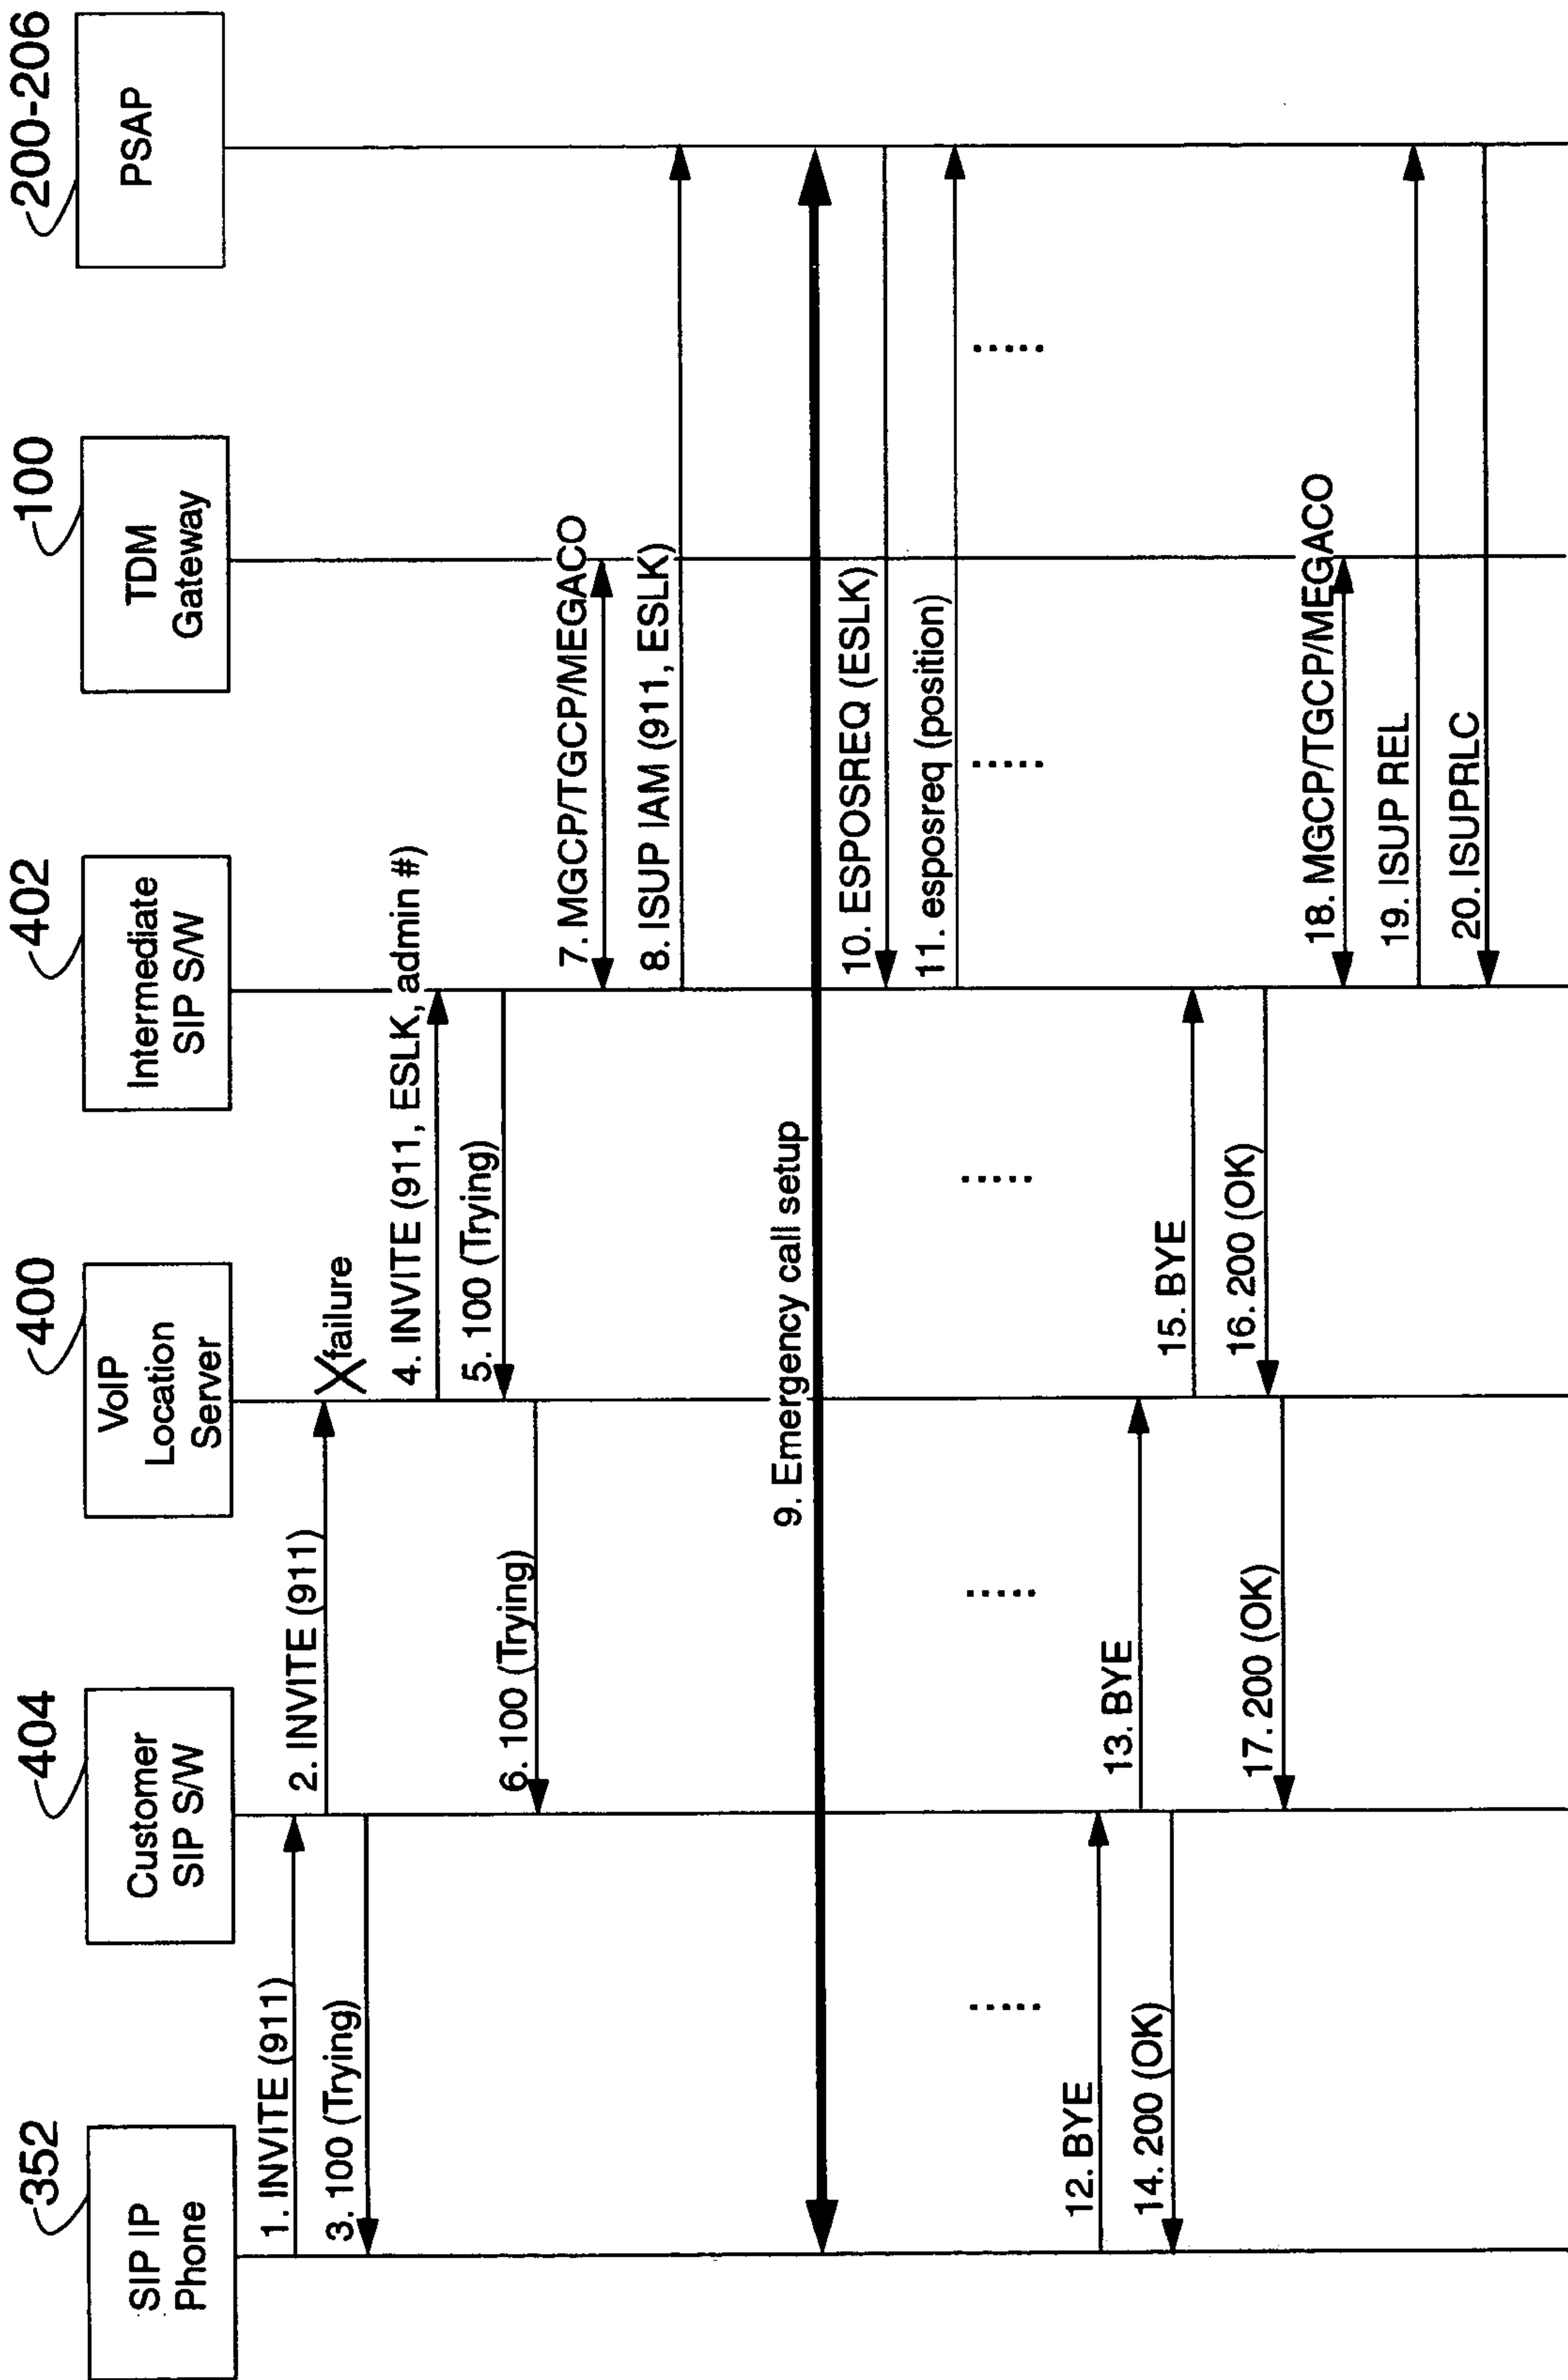 352
404
400
402
100
200-206
SIP IP
Phone
Customer
SIP S/W
VoIP
Location
Server
Intermediate
SIP S/W
TDM
Gateway
PSAP
1. INVITE (911)
2. INVITE (911)
Xfailure
3. 100 (Trying)
4. INVITE (911, ESLK, admin #)
5. 100 (Trying)
6. 100 (Trying)
7. MGCP/TGCP/MEGACO
8. ISUP IAM (911, ESLK)
9. Emergency call setup
10. ESPOSREQ (ESLK)
11. esposreq (position)
.....
.....
.....
.....
.....
12. BYE
13. BYE
14. 200 (OK)
15. BYE
16. 200 (OK)
17. 200 (OK)
18. MGCP/TGCP/MEGACO
19. ISUP REL
20. ISUPRLC